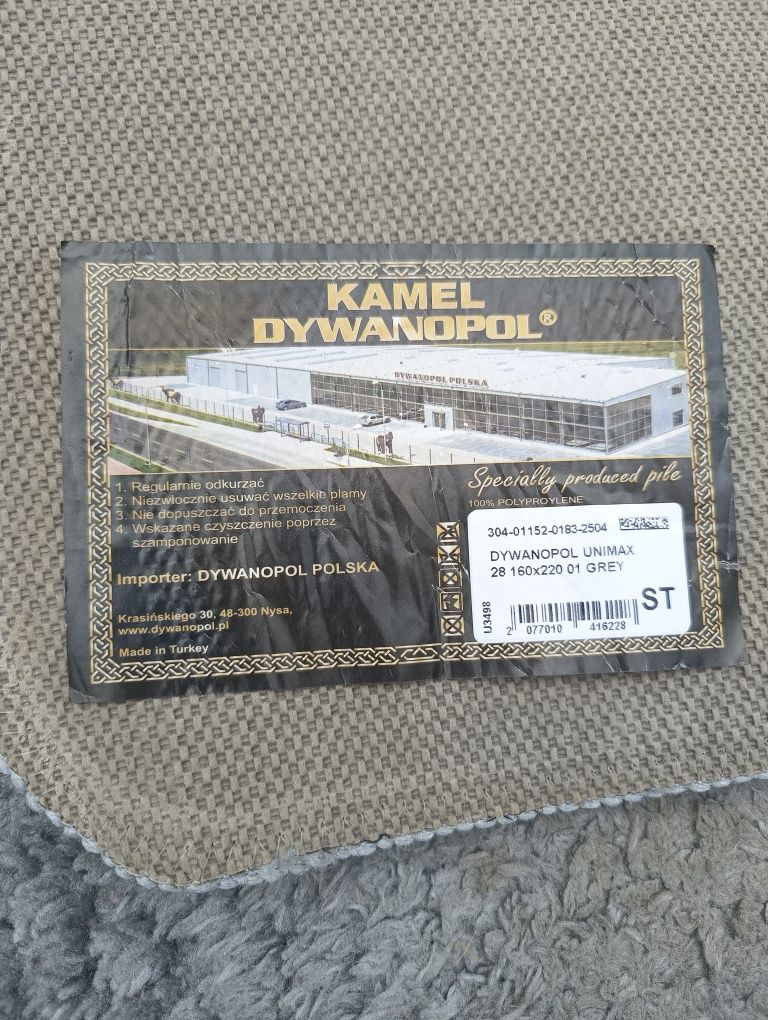 KAMEL
DYWANOPOL®
DYWANOPOL POLSKA
1. Regularnie odkurzać
2. Niezwłocznie usuwać wszelkie plamy
3. Nie dopuszczać do przemoczenia
4. Wskazane czyszczenie poprzez
szamponowanie
Importer: DYWANOPOL POLSKA
Krasińskiego 30, 48-300 Nysa,
www.dywanopol.pl
Made in Turkey
Specially produced pile
100% POLYPROYLENE
304-01152-0183-2504
DYWANOPOL UNIMAX
28 160x220 01 GREY
U3498
ST
2 077010 416228